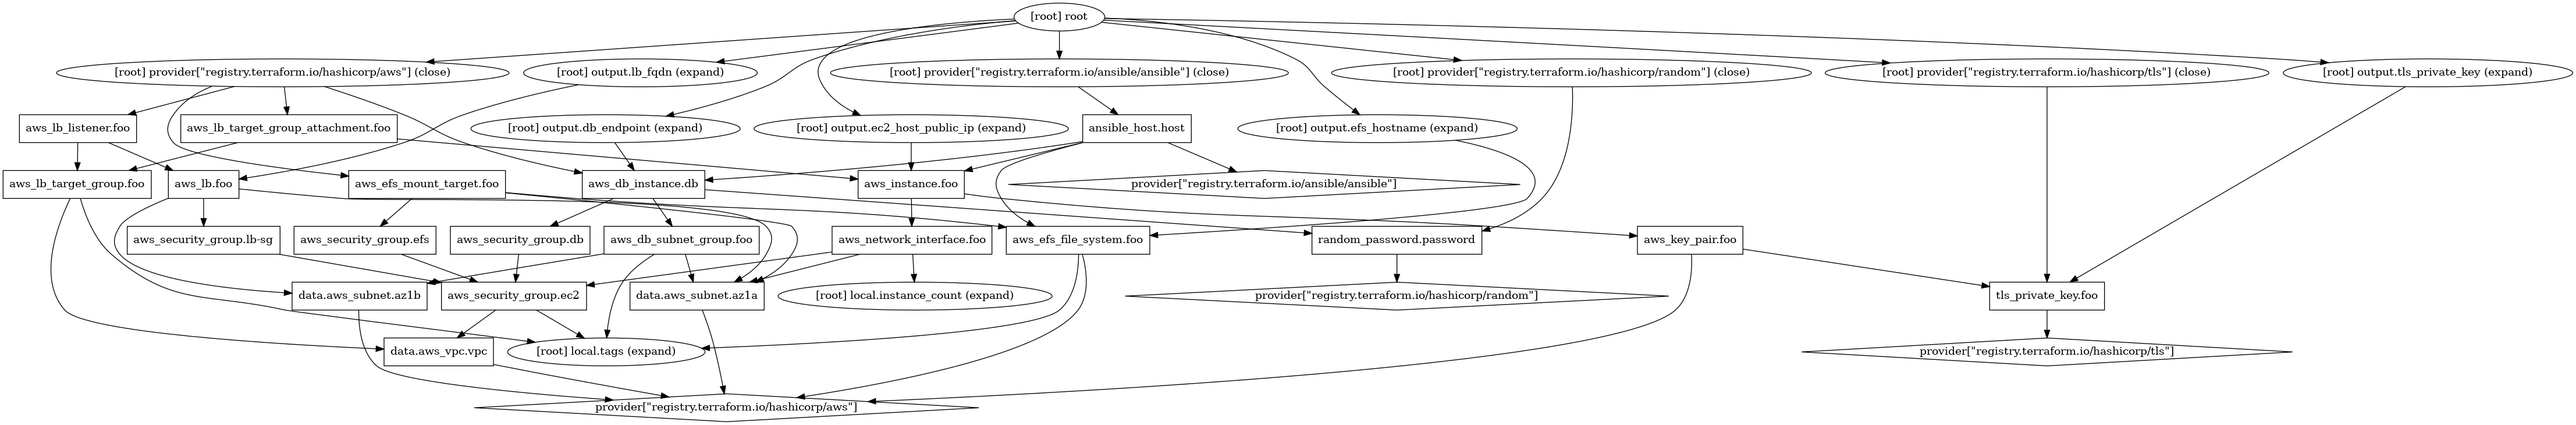 [root] root
[root] provider["registry.terraform.io/hashicorp/aws"] (close)
[root] output.lb_fqdn (expand)
[root] provider["registry.terraform.io/ansible/ansible"] (close)
[root] provider["registry.terraform.io/hashicorp/random"] (close)
[root] provider["registry.terraform.io/hashicorp/tls"] (close)
[root] output.tls_private_key (expand)
aws_lb_listener.foo
aws_lb_target_group_attachment.foo
[root] output.db_endpoint (expand)
[root] output.ec2_host_public_ip (expand)
ansible_host.host
[root] output.efs_hostname (expand)
aws_lb_target_group.foo
aws_lb.foo
aws_efs_mount_target.foo
aws_db_instance.db
aws_instance.foo
provider["registry.terraform.io/ansible/ansible"]
aws_security_group.lb-sg
aws_security_group.efs
aws_security_group.db
aws_db_subnet_group.foo
aws_network_interface.foo
aws_efs_file_system.foo
random_password.password
aws_key_pair.foo
data.aws_subnet.az1b
aws_security_group.ec2
data.aws_subnet.az1a
[root] local.instance_count (expand)
provider["registry.terraform.io/hashicorp/random"]
tls_private_key.foo
data.aws_vpc.vpc
[root] local.tags (expand)
provider["registry.terraform.io/hashicorp/tls"]
provider["registry.terraform.io/hashicorp/aws"]